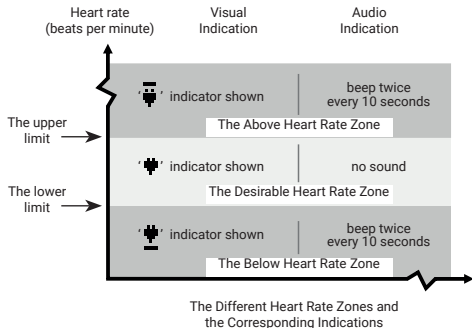 Heart rate
(beats per minute)
Visual
Indication
Audio
Indication
' ' indicator shown
beep twice
every 10 seconds
The Above Heart Rate Zone
The upper
limit
' ' indicator shown
no sound
The Desirable Heart Rate Zone
The lower
limit
' ' indicator shown
beep twice
every 10 seconds
The Below Heart Rate Zone
The Different Heart Rate Zones and
the Corresponding Indications